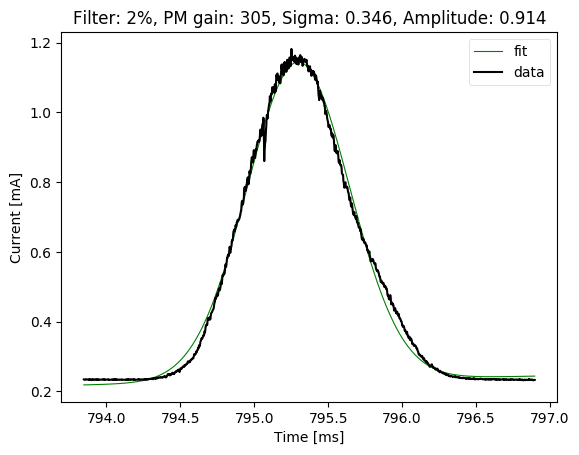 Filter: 2%, PM gain: 305, Sigma: 0.346, Amplitude: 0.914
fit
data
1.2
1.0
0.8
0.6
0.4
0.2
Current [mA]
794.0 794.5 795.0 795.5 796.0 796.5 797.0
Time [ms]